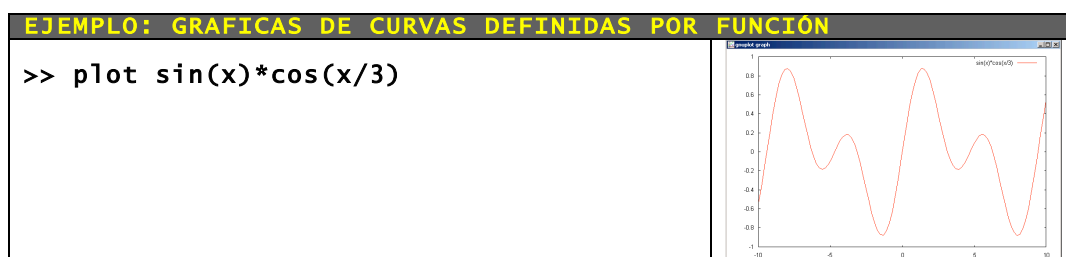 EJEMPLO: GRAFICAS DE CURVAS DEFINIDAS POR FUNCIÓN
>> plot sin(x)*cos(x/3)
gnuplot graph
sin(x)*cos(x/3)
1
0.8
0.6
0.4
0.2
0
-0.2
-0.4
-0.6
-0.8
-1
-10 -5 0 5 10